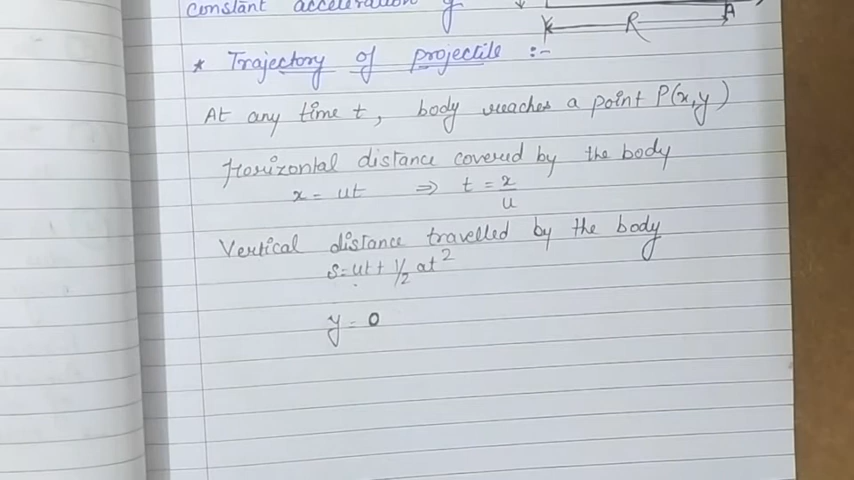 constant acceleration g
R A
* Trajectory of projectile :-
At any time t, body reaches a point P(x,y)
Horizontal distance covered by the body
x = ut ⇒ t = x/u
Vertical distance travelled by the body
s=ut+ 1/2 at²
y = 0